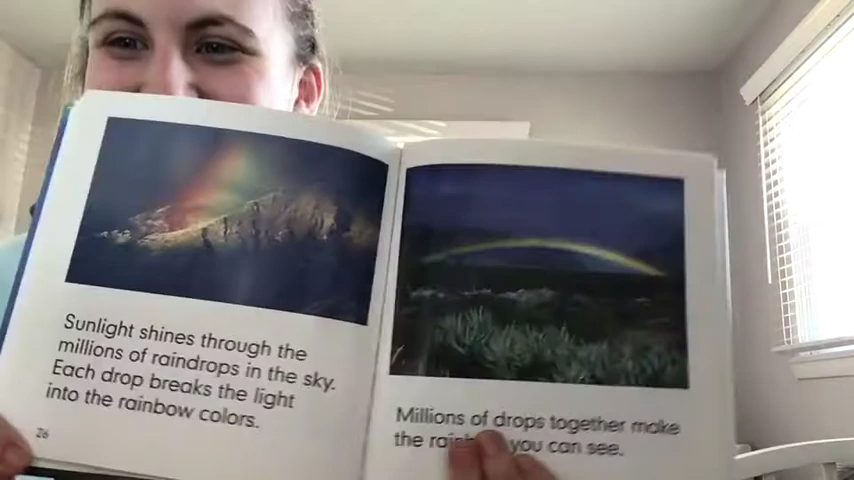 Sunlight shines through the
millions of raindrops in the sky.
Each drop breaks the light
into the rainbow colors.
26
Millions of drops together make
the you can see.